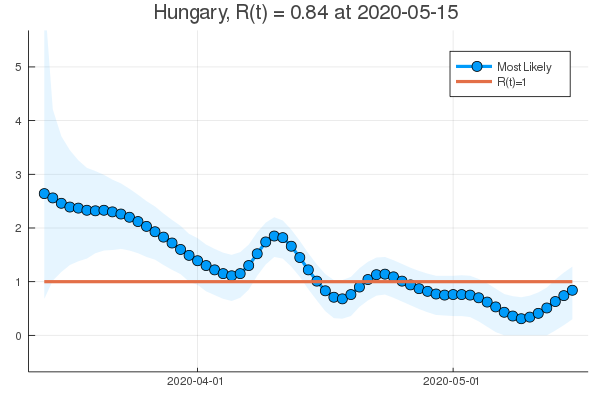 Hungary, R(t) = 0.84 at 2020-05-15
Most Likely
R(t)=1
5
4
3
2
1
0
2020-04-01
2020-05-01